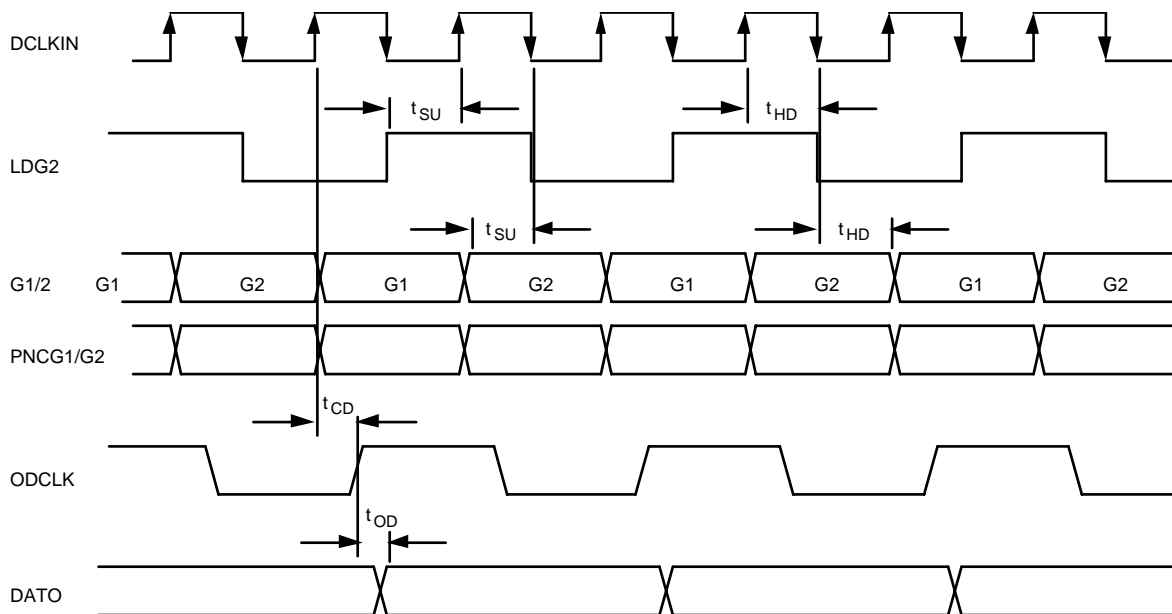 DCLKIN
t SU
t HD
LDG2
t SU
t HD
G1/2 G1 G2 G1 G2 G1 G2 G1 G2
PNCG1/G2
t CD
ODCLK
t OD
DATO